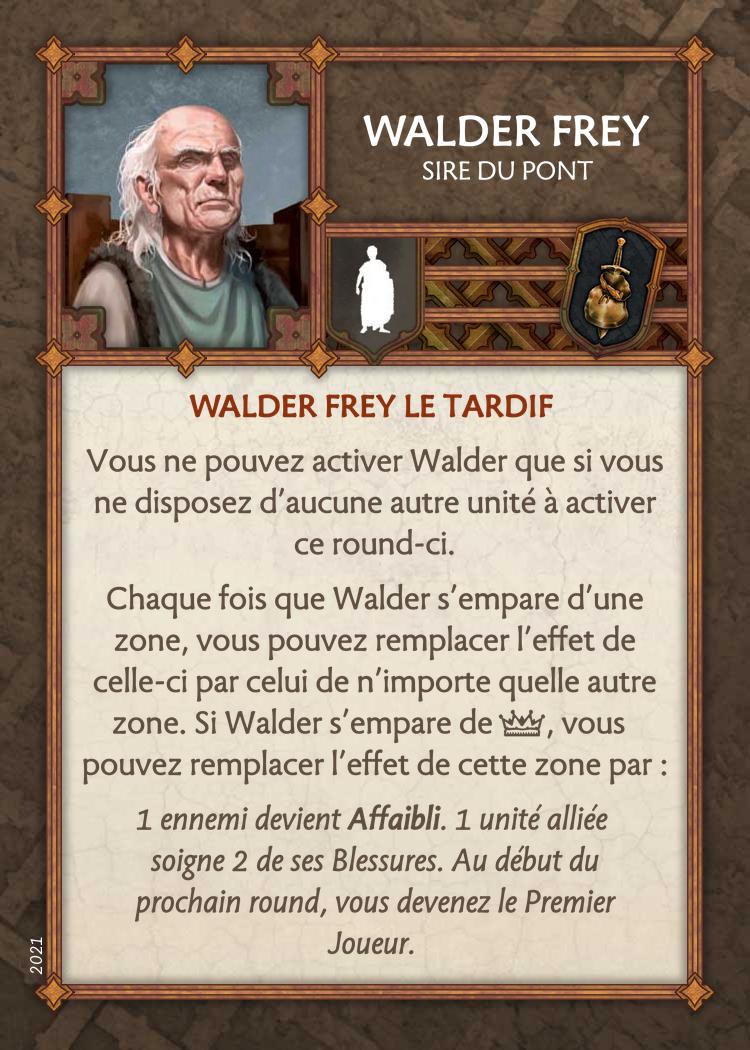 WALDER FREY
SIRE DU PONT
WALDER FREY LE TARDIF
Vous ne pouvez activer Walder que si vous
ne disposez d’aucune autre unité à activer
ce round-ci.
Chaque fois que Walder s’empare d’une
zone, vous pouvez remplacer l’effet de
celle-ci par celui de n’importe quelle autre
zone. Si Walder s’empare de , vous
pouvez remplacer l’effet de cette zone par :
1 ennemi devient Affaibli. 1 unité alliée
soigne 2 de ses Blessures. Au début du
prochain round, vous devenez le Premier
Joueur.
2021